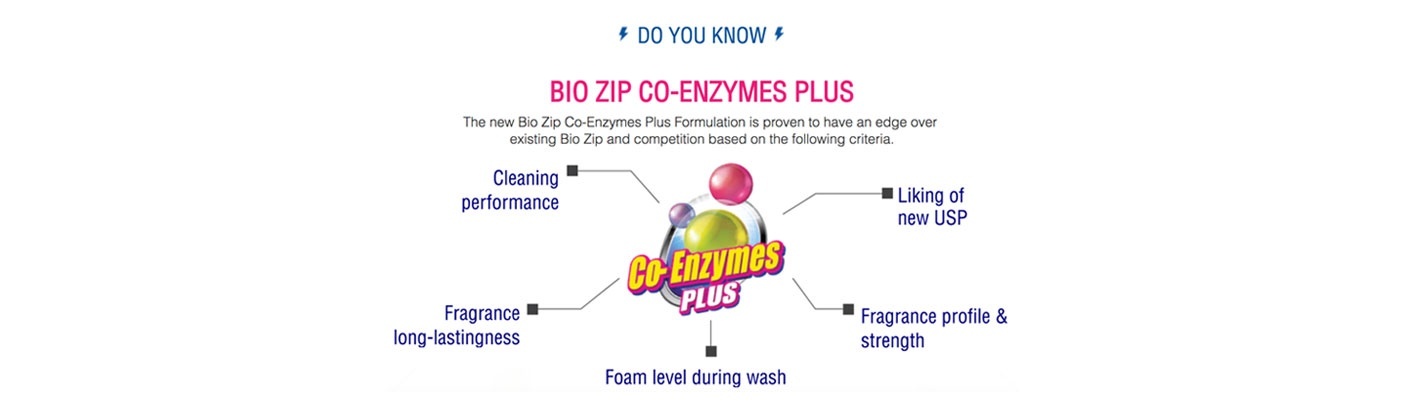 DO YOU KNOW
BIO ZIP CO-ENZYMES PLUS
The new Bio Zip Co-Enzymes Plus Formulation is proven to have an edge over
existing Bio Zip and competition based on the following criteria.
Cleaning
performance
Liking of
new USP
Co-Enzymes
PLUS
Fragrance
long-lastingness
Fragrance profile &
strength
Foam level during wash